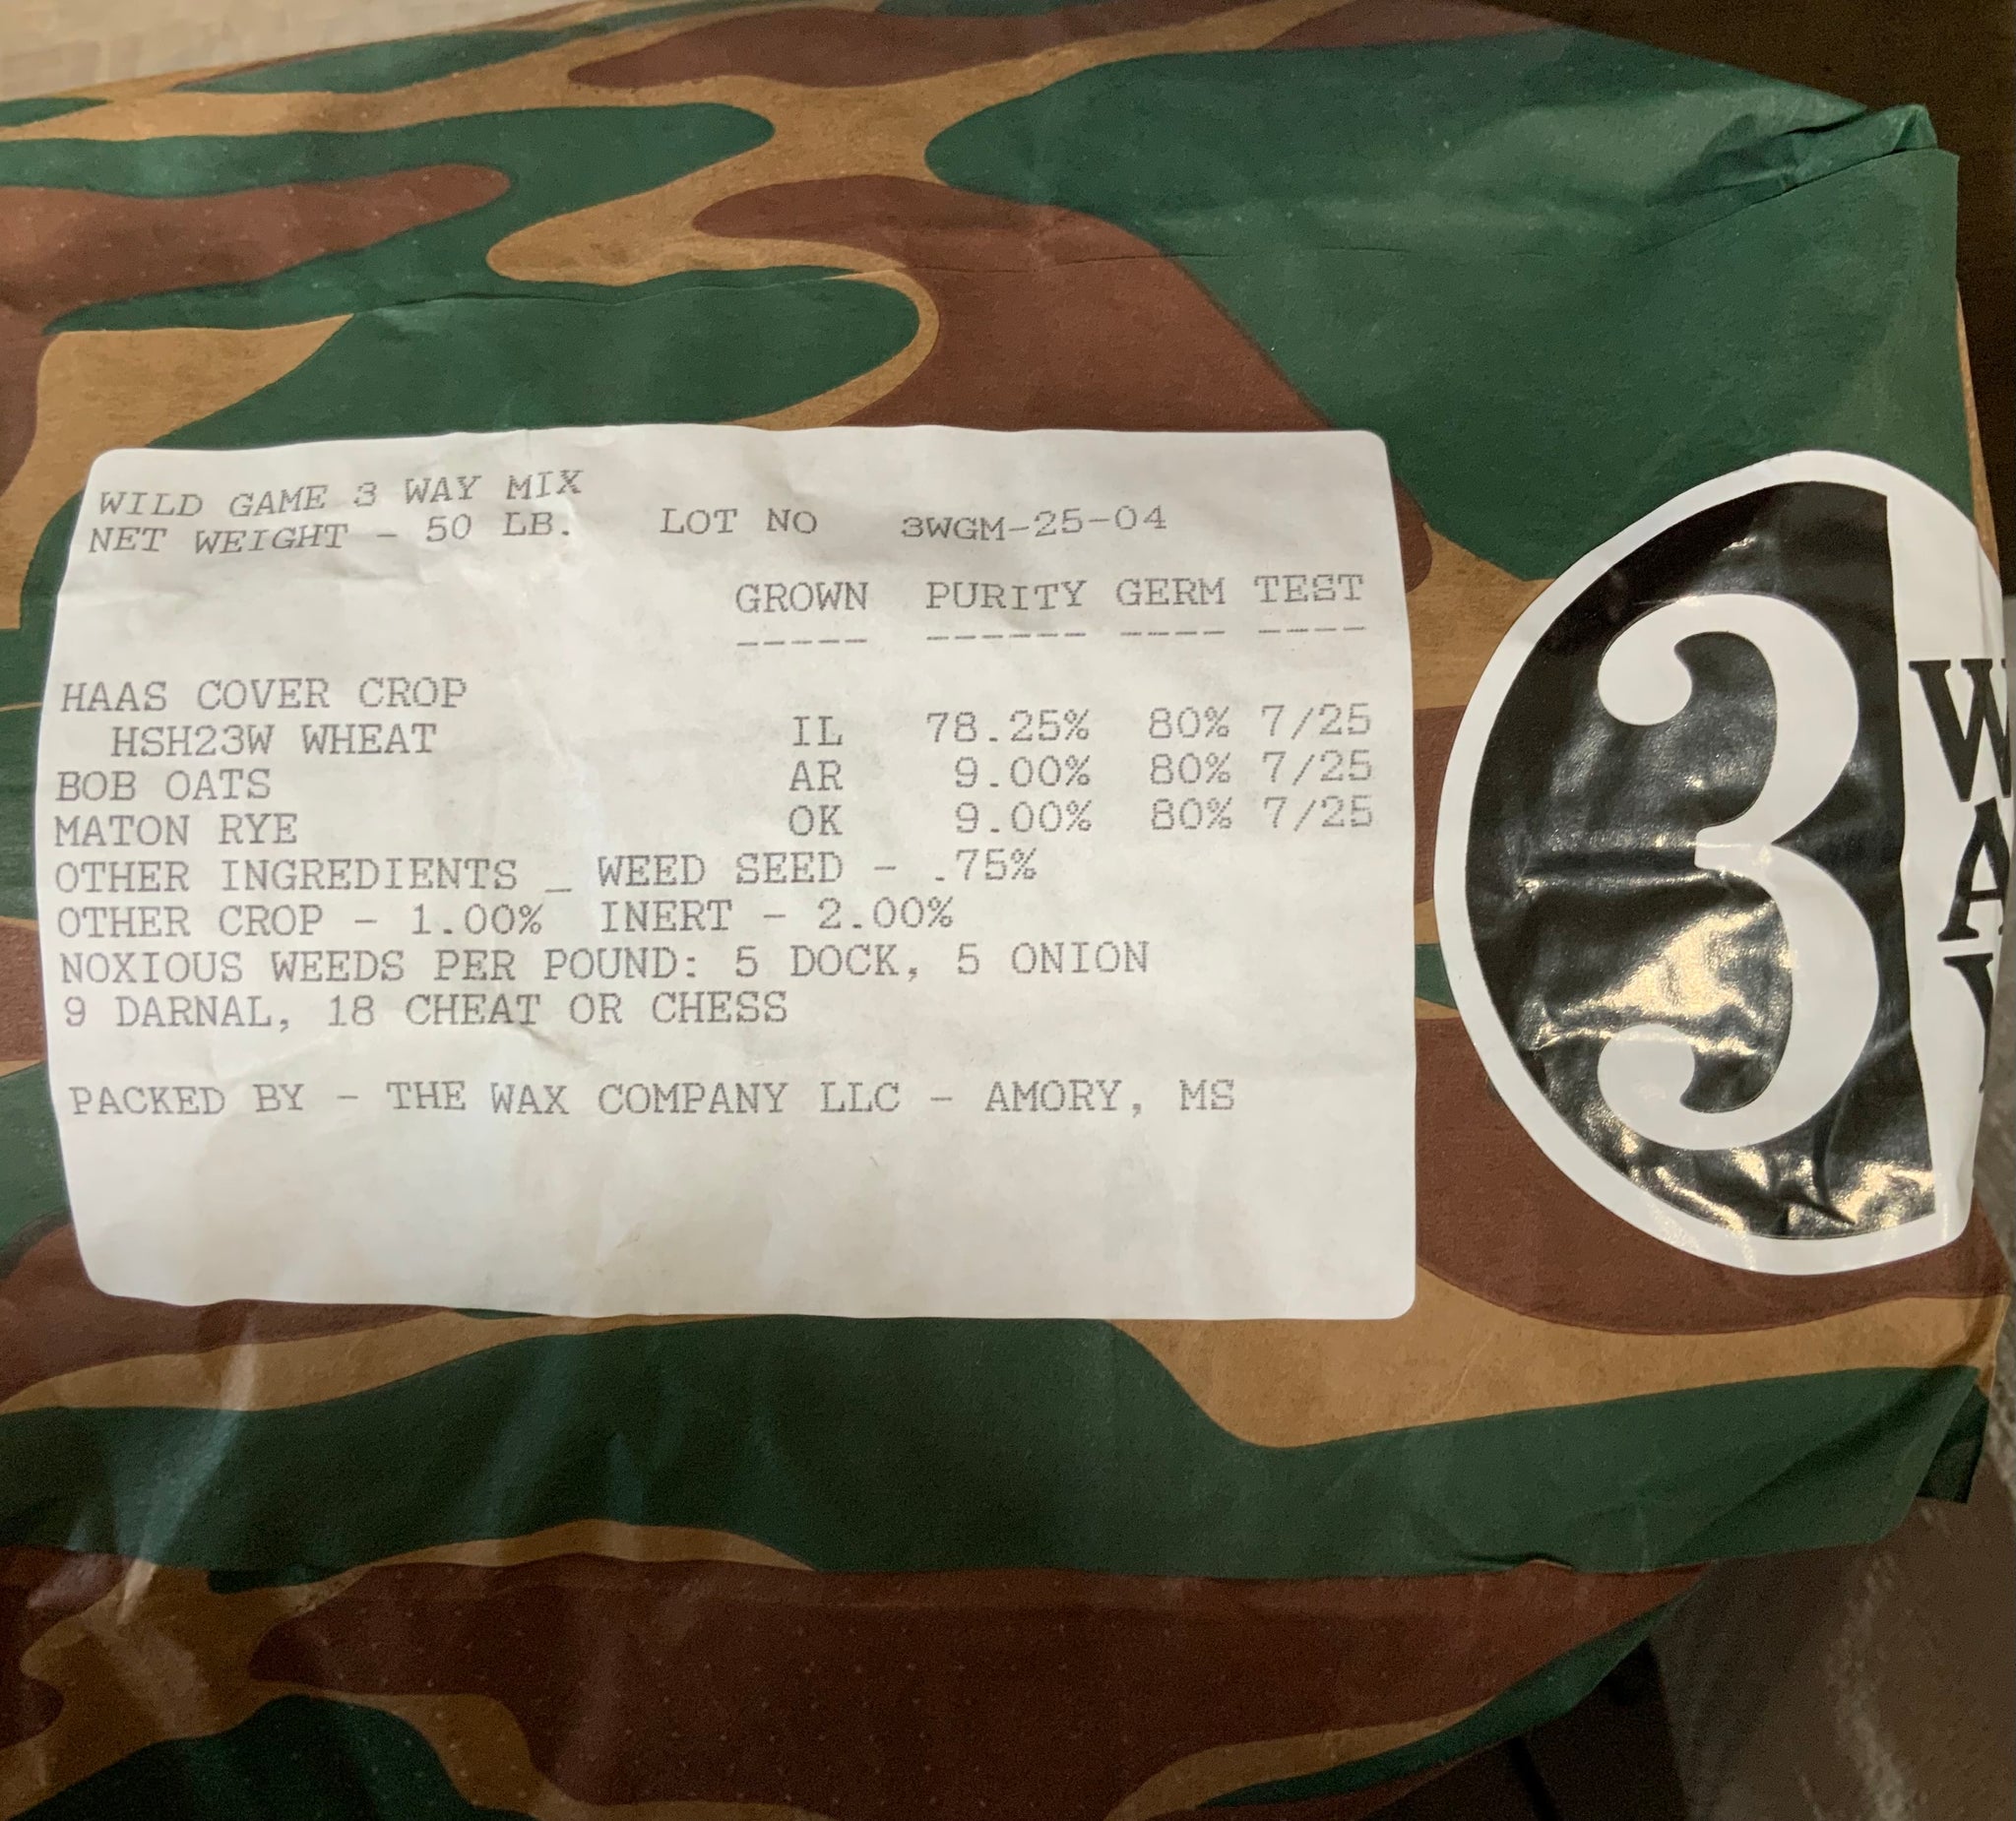 WILD GAME 3 WAY MIX
NET WEIGHT - 50 LB. LOT NO 3WGM-25-04
GROWN PURITY GERM TEST
----- ------ ---- ----
HAAS COVER CROP
HSH23W WHEAT IL 78.25% 80% 7/25
BOB OATS AR 9.00% 80% 7/25
MATON RYE OK 9.00% 80% 7/25
OTHER INGREDIENTS _ WEED SEED - .75%
OTHER CROP - 1.00% INERT - 2.00%
NOXIOUS WEEDS PER POUND: 5 DOCK, 5 ONION
9 DARNAL, 18 CHEAT OR CHESS
PACKED BY - THE WAX COMPANY LLC - AMORY, MS
3
WAY